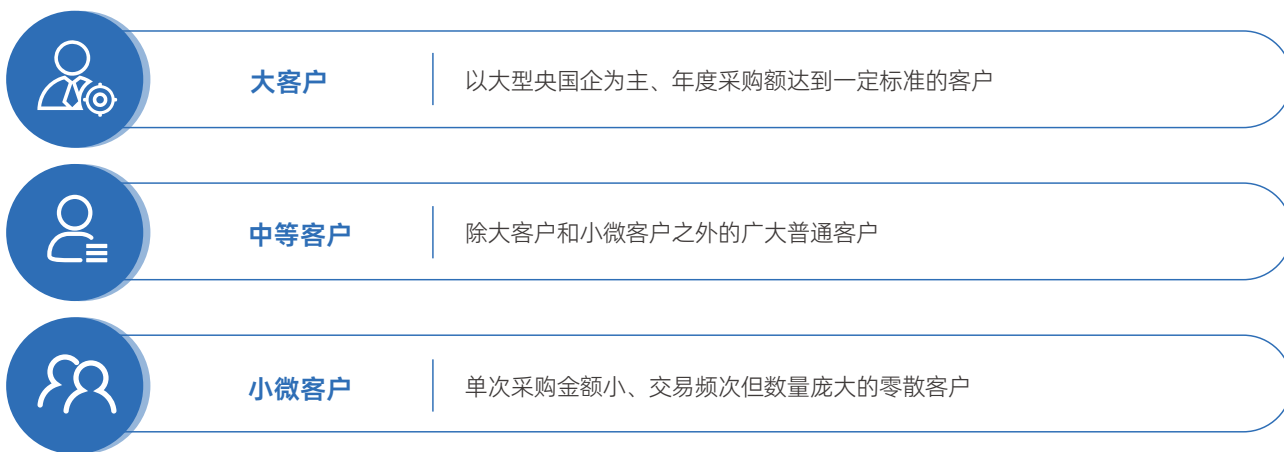 大客户
以大型央国企为主、年度采购额达到一定标准的客户
中等客户
除大客户和小微客户之外的广大普通客户
小微客户
单次采购金额小、交易频次但数量庞大的零散客户